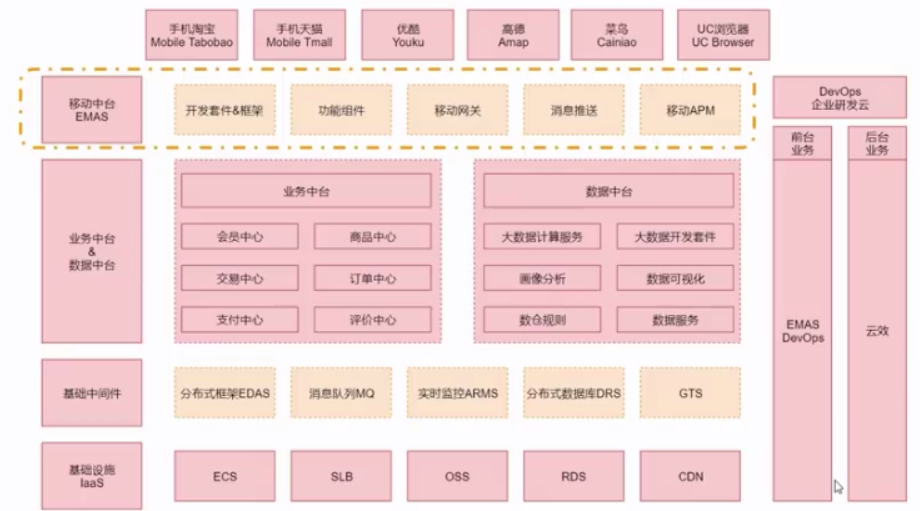 手机淘宝
Mobile Tabobao
手机天猫
Mobile Tmall
优酷
Youku
高德
Amap
菜鸟
Cainiao
UC浏览器
UC Browser
移动中台
EMAS
开发套件&框架
功能组件
移动网关
消息推送
移动APM
DevOps
企业研发云
前台
业务
后台
业务
业务中台
&
数据中台
业务中台
会员中心
商品中心
交易中心
订单中心
支付中心
评价中心
数据中台
大数据计算服务
大数据开发套件
画像分析
数据可视化
数仓规则
数据服务
EMAS
DevOps
云效
基础中间件
分布式框架EDAS
消息队列MQ
实时监控ARMS
分布式数据库DRS
GTS
基础设施
IaaS
ECS
SLB
OSS
RDS
CDN